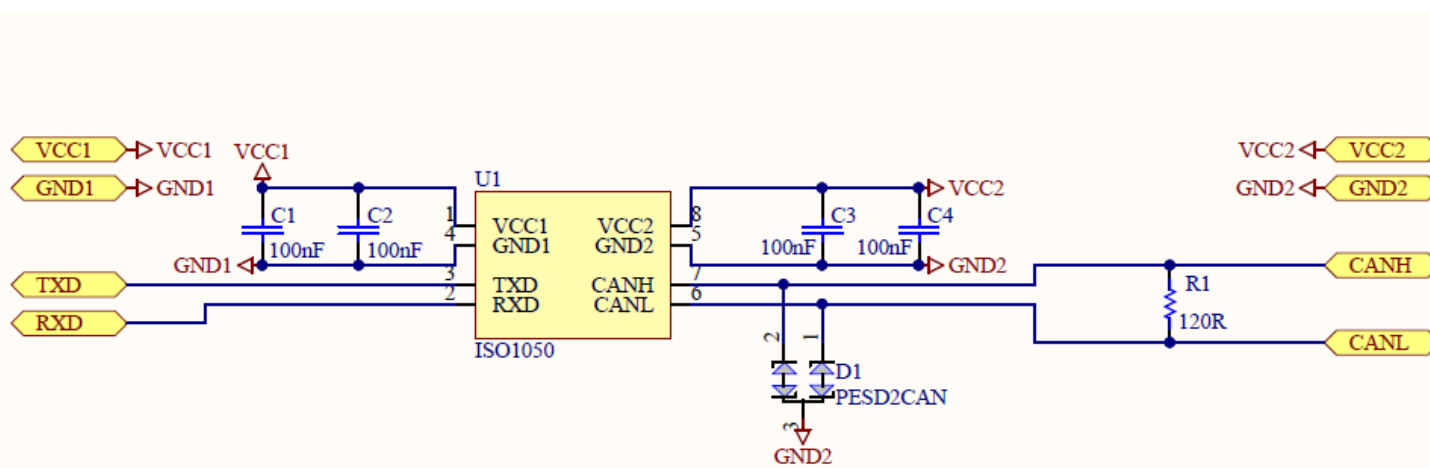 VCC1 VCC1 VCC1 VCC2 VCC2
GND1 GND1 U1 GND2 GND2
C1 C2 1 VCC1 VCC2 8 C3 C4 VCC2
100nF 100nF 4 GND1 GND2 5 100nF 100nF
GND1 GND2 CANH
TXD 3 TXD CANH 7 R1
RXD 2 RXD CANL 6 120R
ISO1050 2 1 CANL
D1
PESD2CAN
3
GND2